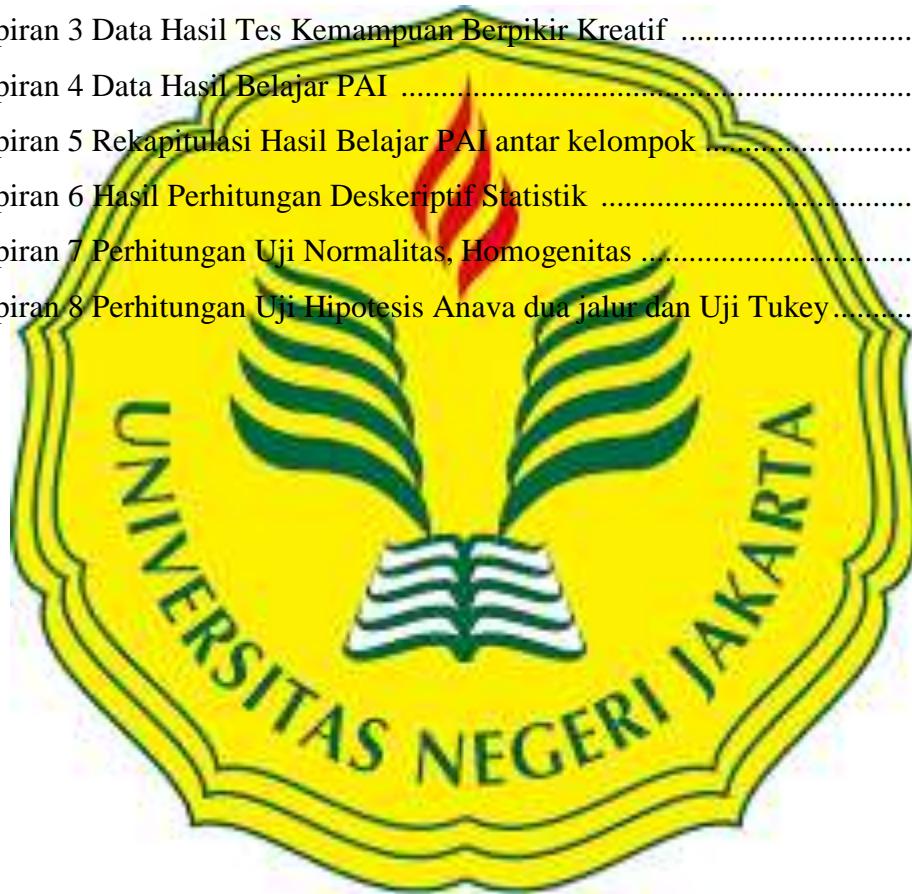 piran 3 Data Hasil Tes Kemampuan Berpikir Kreatif ............................
piran 4 Data Hasil Belajar PAI ..............................................................
piran 5 Rekapitulasi Hasil Belajar PAI antar kelompok .........................
piran 6 Hasil Perhitungan Deskeriptif Statistik .....................................
piran 7 Perhitungan Uji Normalitas, Homogenitas ................................
piran 8 Perhitungan Uji Hipotesis Anava dua jalur dan Uji Tukey..........
UNIVERSITAS NEGERI JAKARTA